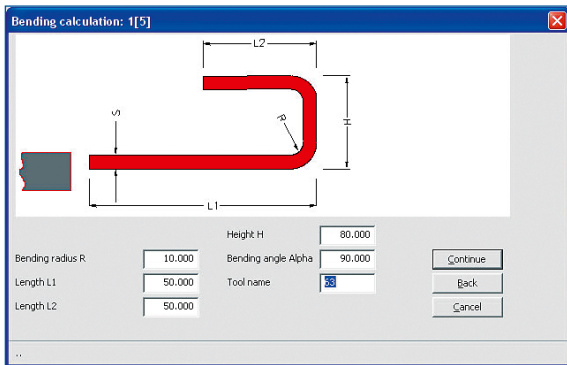 Bending calculation: 1[5]
L2
S
R
H
L1
Height H 80.000
Bending radius R 10.000 Bending angle Alpha 90.000 Continue
Length L1 50.000 Tool name 63 Back
Length L2 50.000 Cancel
..